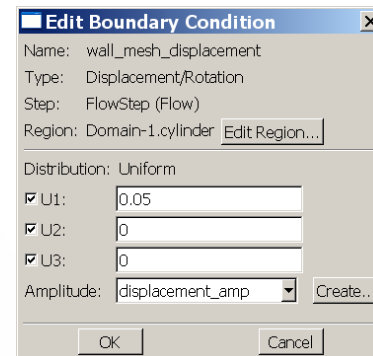 Edit Boundary Condition
Name: wall_mesh_displacement
Type: Displacement/Rotation
Step: FlowStep (Flow)
Region: Domain-1.cylinder Edit Region...
Distribution: Uniform
U1: 0.05
U2: 0
U3: 0
Amplitude: displacement_amp Create..
OK Cancel